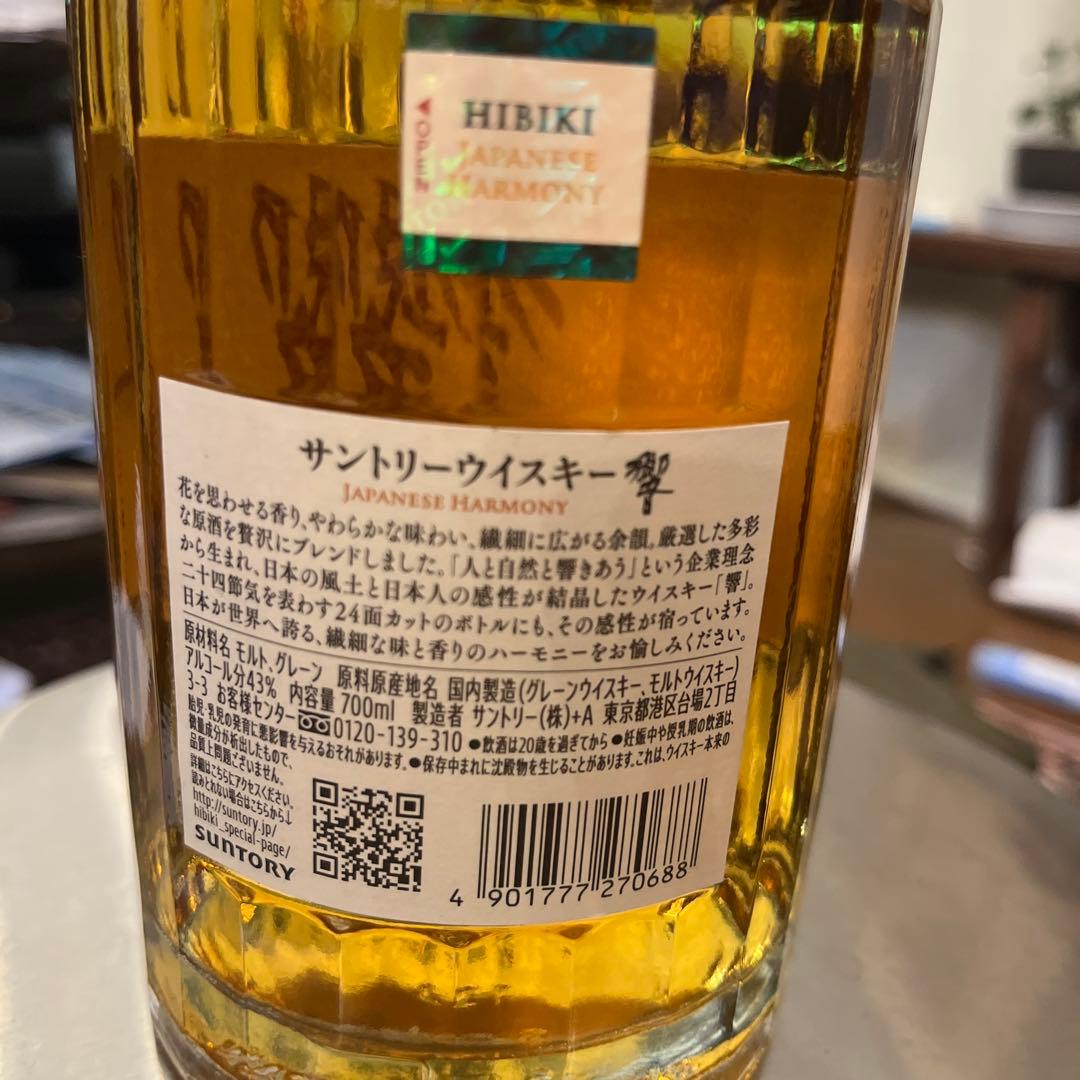 HIBIKI
JAPANESE
HARMONY
◀OPEN
サントリーウイスキー響
JAPANESE HARMONY
花を思わせる香り、やわらかな味わい、繊細に広がる余韻。厳選した多彩
な原酒を贅沢にブレンドしました。「人と自然と響きあう」という企業理念
から生まれ、日本の風土と日本人の感性が結晶したウイスキー「響」。
二十四節気を表わす24面カットのボトルにも、その感性が宿っています。
日本が世界へ誇る、繊細な味と香りのハーモニーをお愉しみください。
原材料名 モルト、グレーン 原料原産地名 国内製造(グレーンウイスキー、モルトウイスキー)
アルコール分43% 内容量700ml 製造者 サントリー(株)+A 東京都港区台場2丁目
3-3 お客様センター 0120-139-310 ●飲酒は20歳を過ぎてから ●妊娠中や授乳期の飲酒は、
胎児・乳児の発育に悪影響を与えるおそれがあります。●保存中まれに沈殿物を生じることがあります。これは、ウイスキー本来の
微量成分が析出したもので、
品質上問題ございません。
詳細はこちらにアクセスください。
読みとれない場合はこちらから↓
http://suntory.jp/
hibiki_special-page/
SUNTORY
4 901777 270688